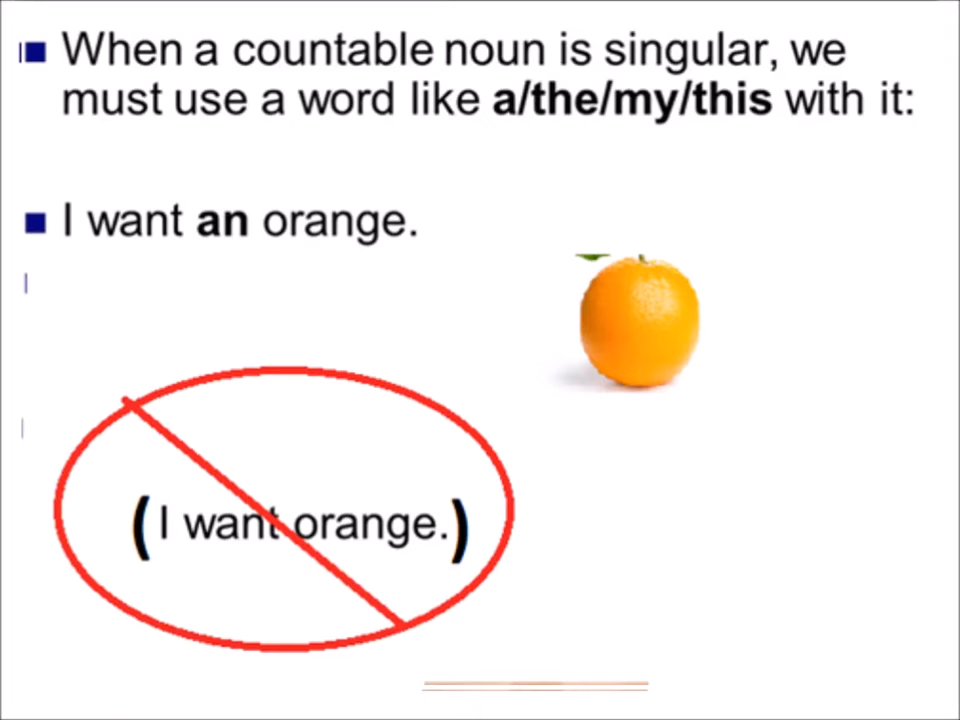 When a countable noun is singular, we
must use a word like a/the/my/this with it:
I want an orange.
(I want orange.)